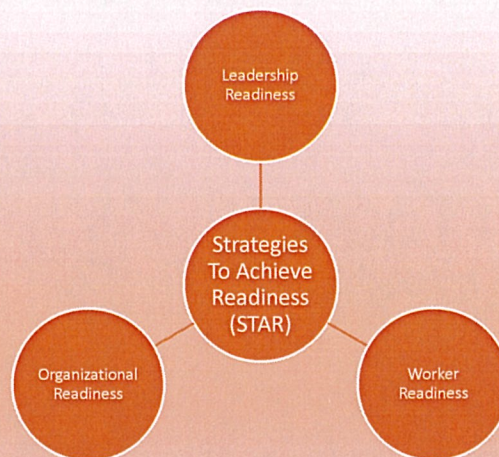 Leadership
Readiness
Strategies
To Achieve
Readiness
(STAR)
Organizational
Readiness
Worker
Readiness